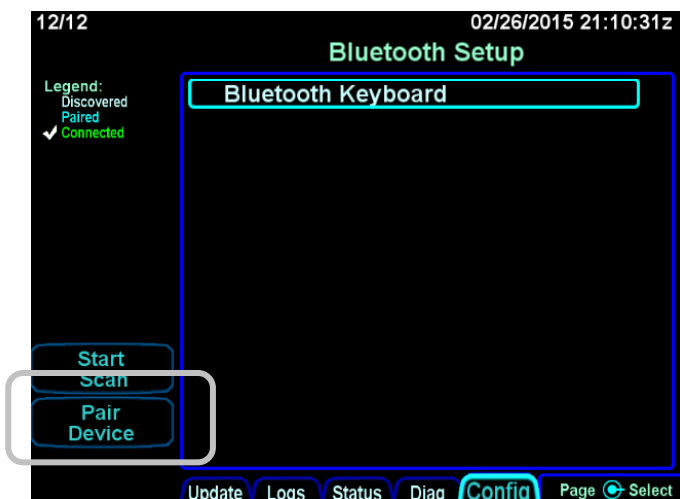 12/12 02/26/2015 21:10:31z
Bluetooth Setup
Legend:
Discovered
Paired
Connected
Bluetooth Keyboard
Start
Scan
Pair
Device
Update Logs Status Diag Config Page Select